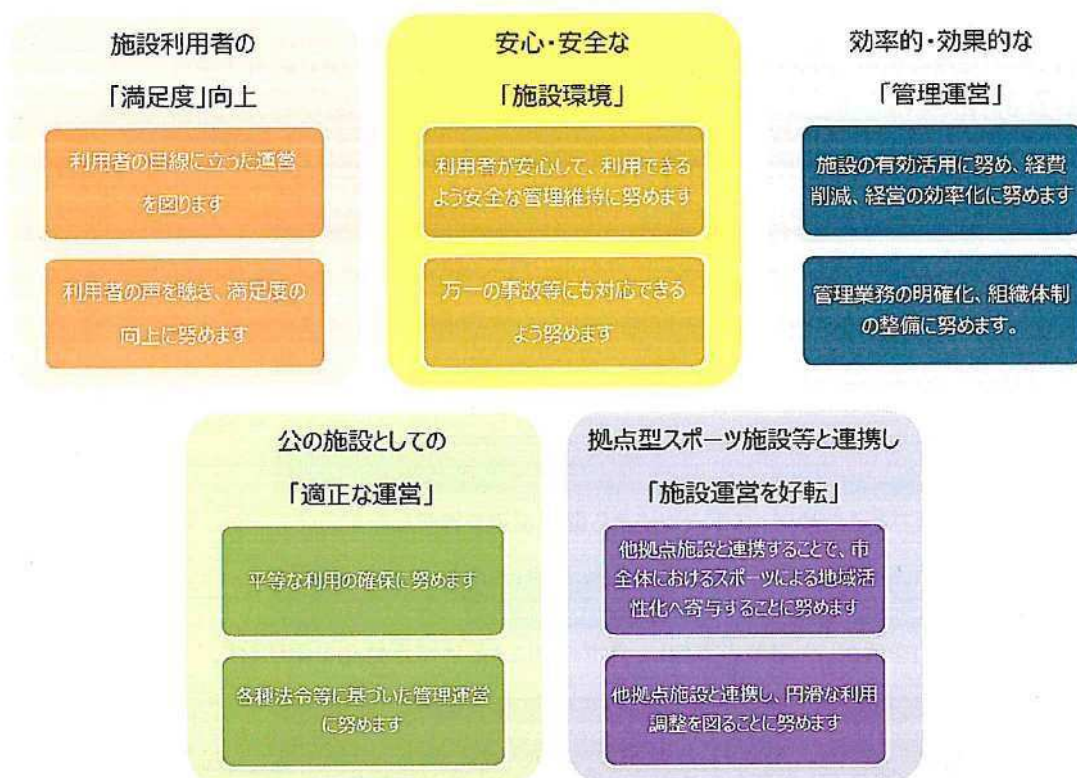 施設利用者の
「満足度」向上
利用者の目線に立った運営
を図ります
利用者の声を聴き、満足度の
向上に努めます
安心・安全な
「施設環境」
利用者が安心して、利用できる
よう安全な管理維持に努めます
万一の事故等にも対応できる
よう努めます
効率的・効果的な
「管理運営」
施設の有効活用に努め、経費
削減、経営の効率化に努めます
管理業務の明確化、組織体制
の整備に努めます。
公の施設としての
「適正な運営」
平等な利用の確保に努めます
各種法令等に基づいた管理運営
に努めます
拠点型スポーツ施設等と連携し
「施設運営を好転」
他拠点施設と連携することで、市
全体におけるスポーツによる地域活
性化へ寄与することに努めます
他拠点施設と連携し、円滑な利用
調整を図ることに努めます